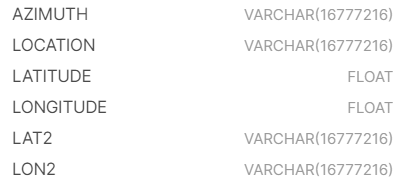 AZIMUTH VARCHAR(16777216)
LOCATION VARCHAR(16777216)
LATITUDE FLOAT
LONGITUDE FLOAT
LAT2 VARCHAR(16777216)
LON2 VARCHAR(16777216)